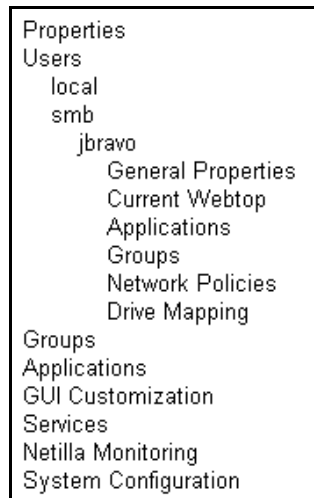 Properties
Users
local
smb
jbravo
General Properties
Current Webtop
Applications
Groups
Network Policies
Drive Mapping
Groups
Applications
GUI Customization
Services
Netilla Monitoring
System Configuration